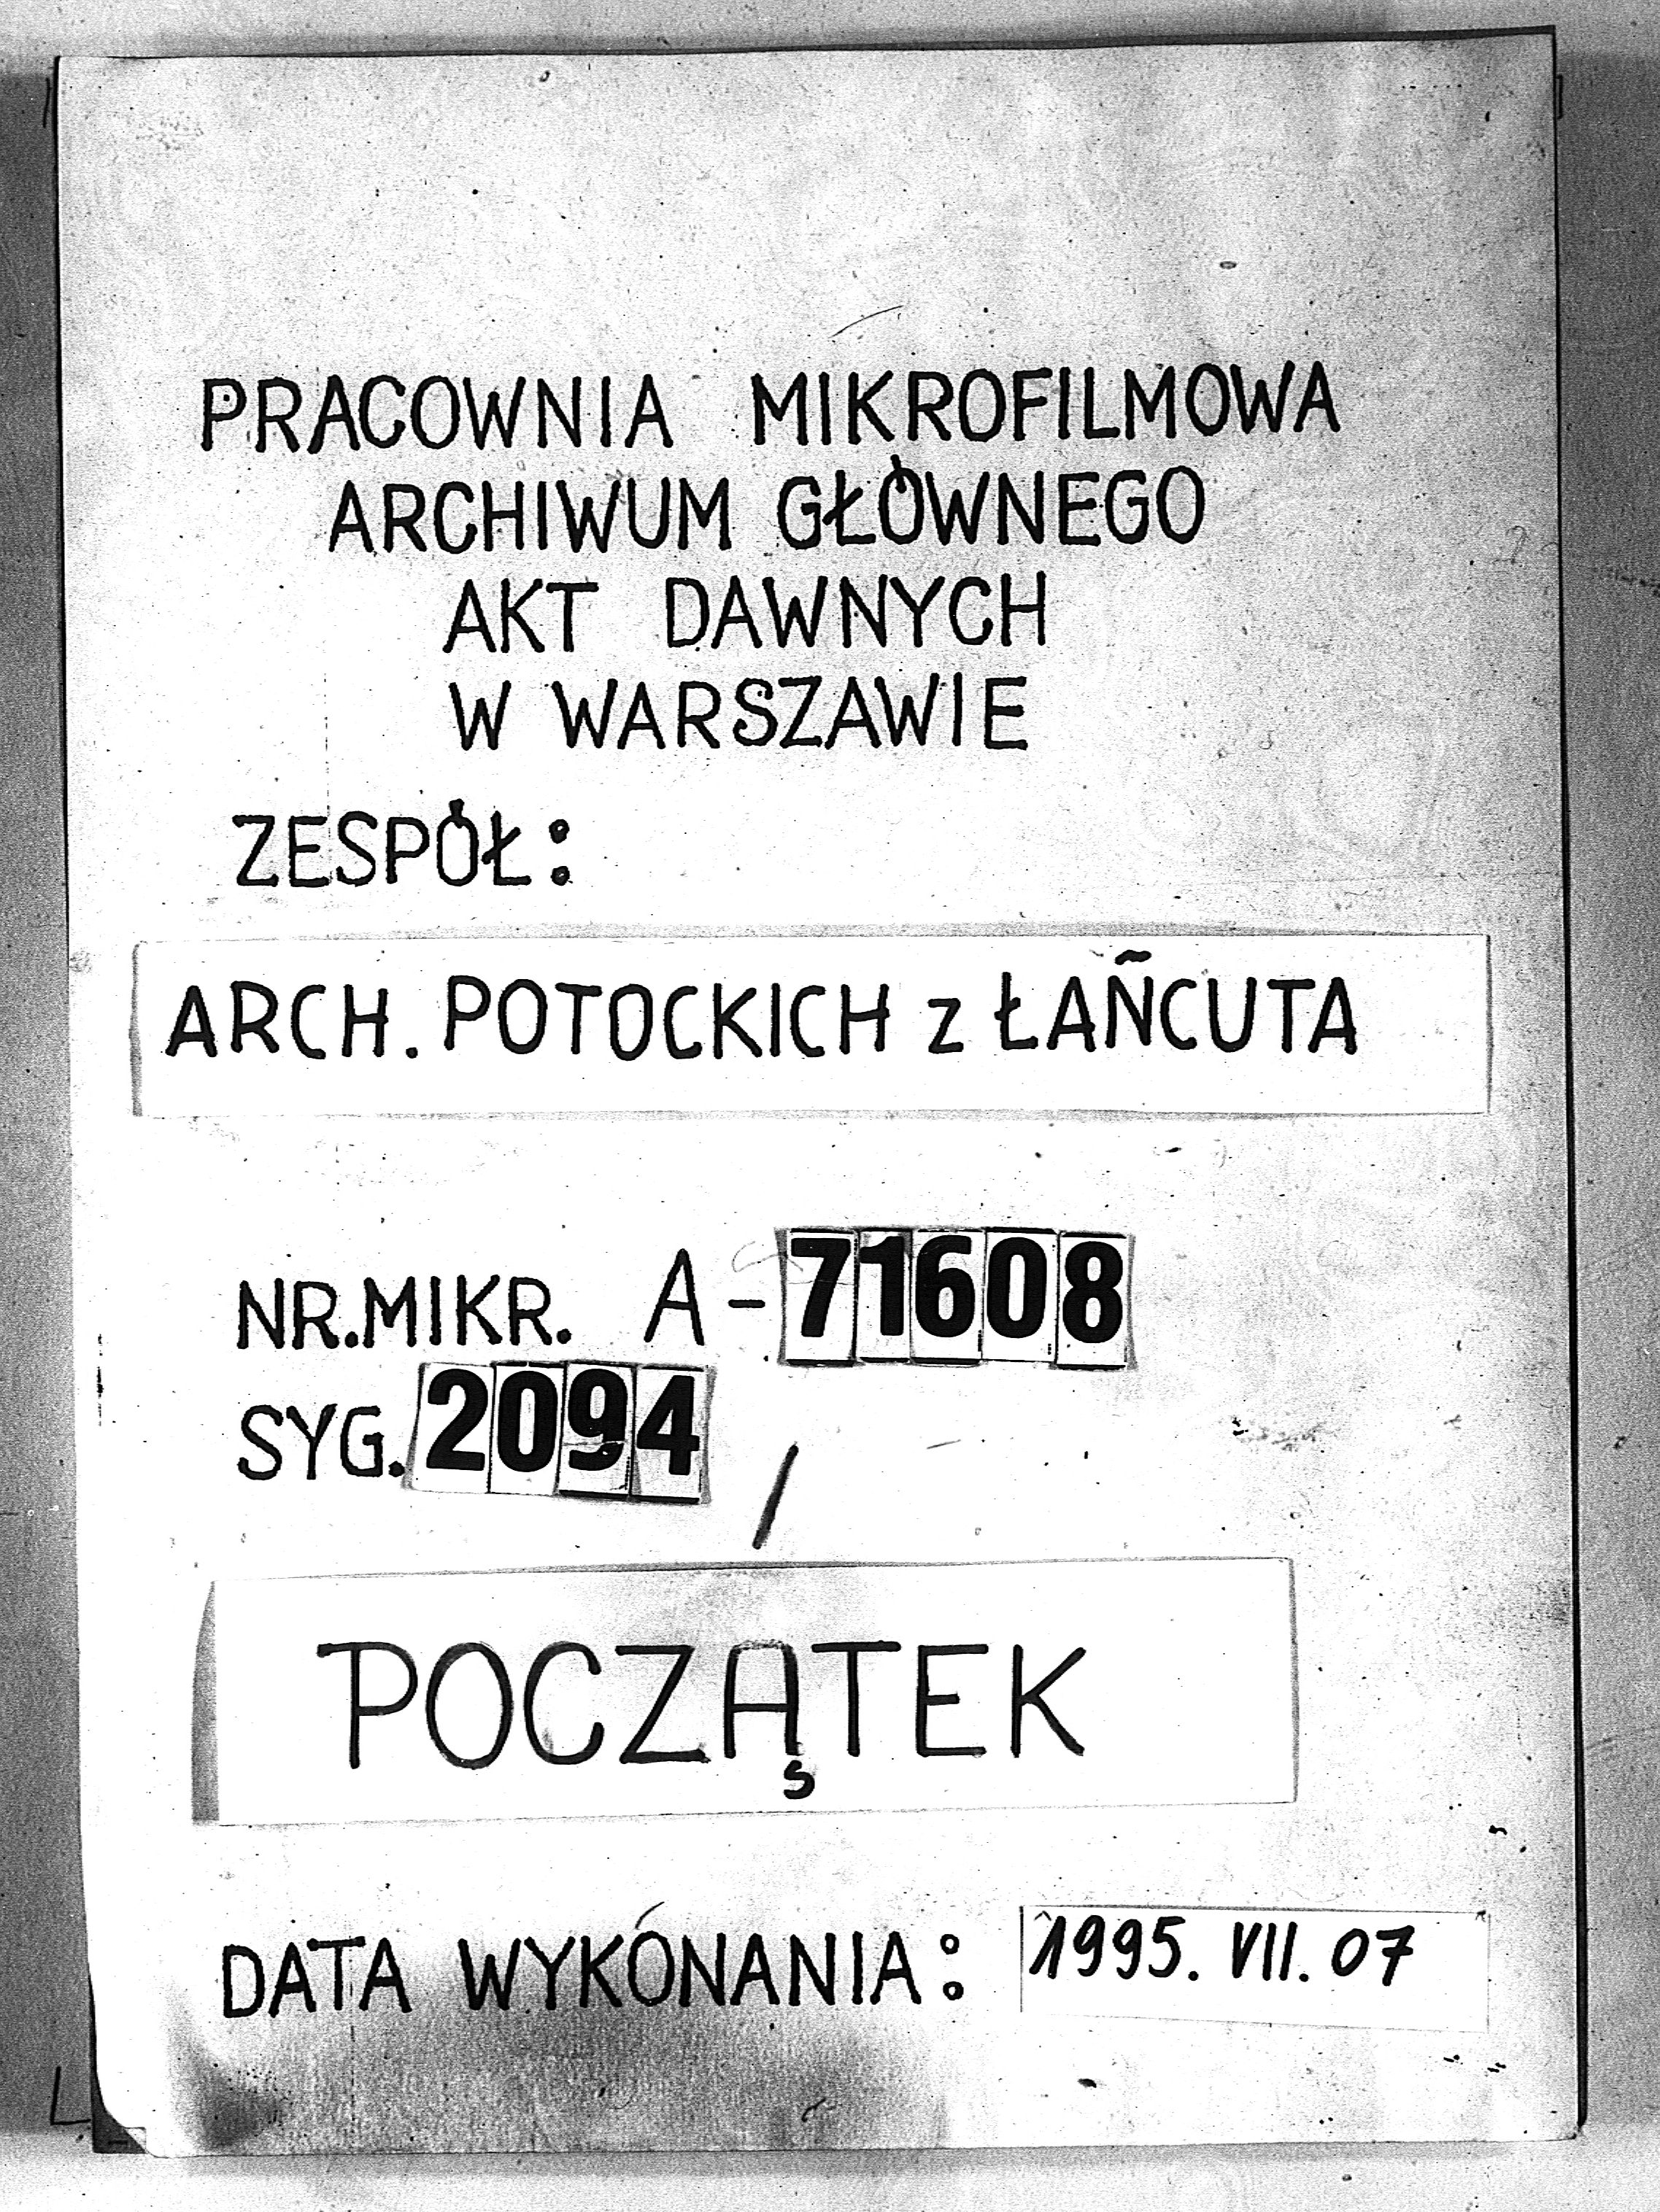 PRACOWNIA MIKROFILMOWA
ARCHIWUM GŁÓWNEGO
AKT DAWNYCH
W WARSZAWIE
ZESPÓŁ:
ARCH. POTOCKICH z ŁAŃCUTA
NR.MIKR. A-71608
SYG. 2094 /
POCZĄTEK
DATA WYKONANIA: 1995. VII. 07